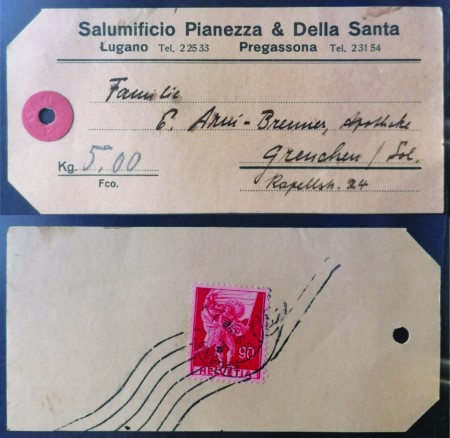 Salumificio Pianezza & Della Santa
Lugano Tel. 2 25 33 Pregassona Tel. 2 31 54
Familie
E. Arni-Brenner, Apotheke
Grenchen / Sol.
Kapellstr. 24
Kg. 5.00
Fco.
90
HELVETIA